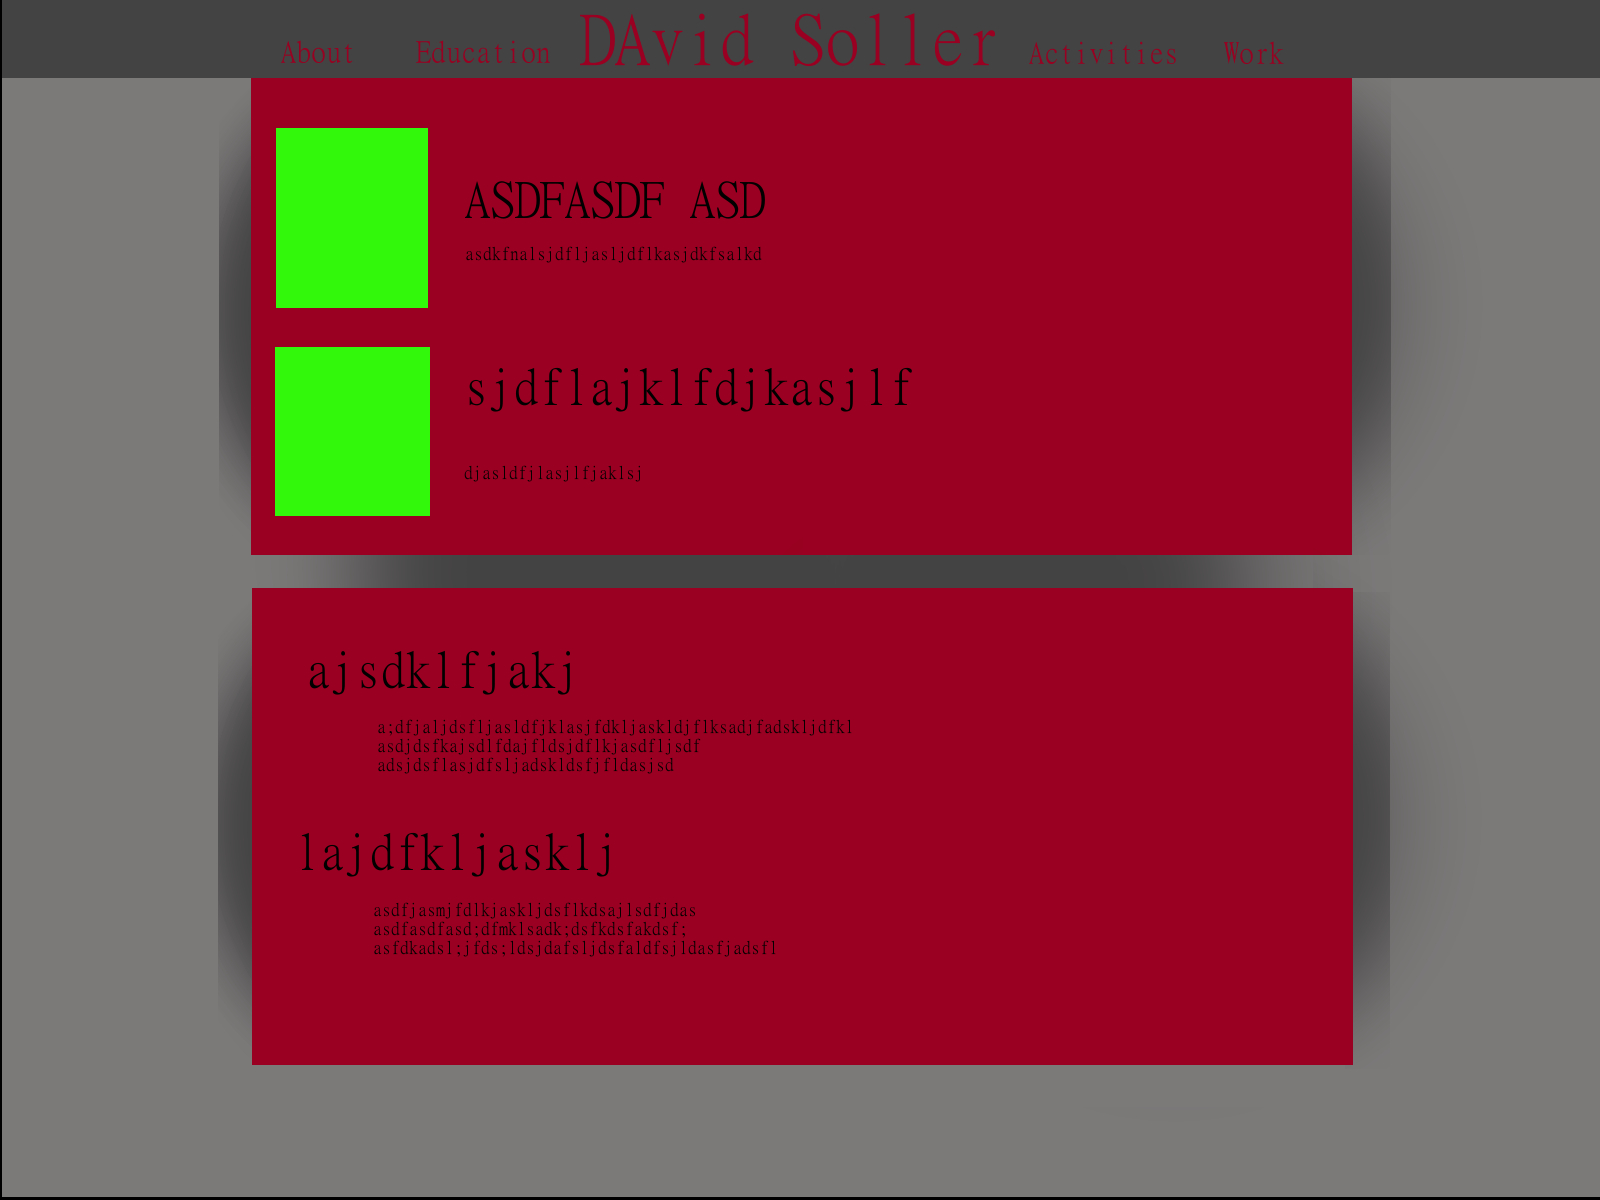 About Education DAvid Soller Activities Work
ASDFASDF ASD
asdkfnalsjdfljasljdflkasjdkfsalkd
sjdflajklfdjkasjlf
djasldfjlasjlfjaklsj
ajsdklfjakj
a;dfjaljdsfljasldfjklasjfdkljaskldjflksadjfadskljdfkl
asdjdsfkajsdlfdajfldsjdflkjasdfljsdf
adsjdsflasjdfsljadskldsfjfldasjsd
lajdfkljasklj
asdfjasmjfdlkjaskljdsflkdsajlsdfjdas
asdfasdfasd;dfmklsadk;dsfkdsfakdsf;
asfdkadsl;jfds;ldsjdafsljdsfaldfsjldasfjadsfl